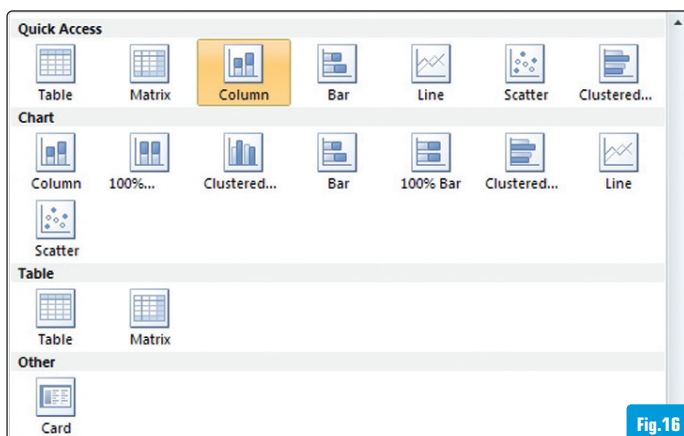 Quick Access
Table Matrix Column Bar Line Scatter Clustered...
Chart
Column 100%... Clustered... Bar 100% Bar Clustered... Line
Scatter
Table
Table Matrix
Other
Card
Fig.16